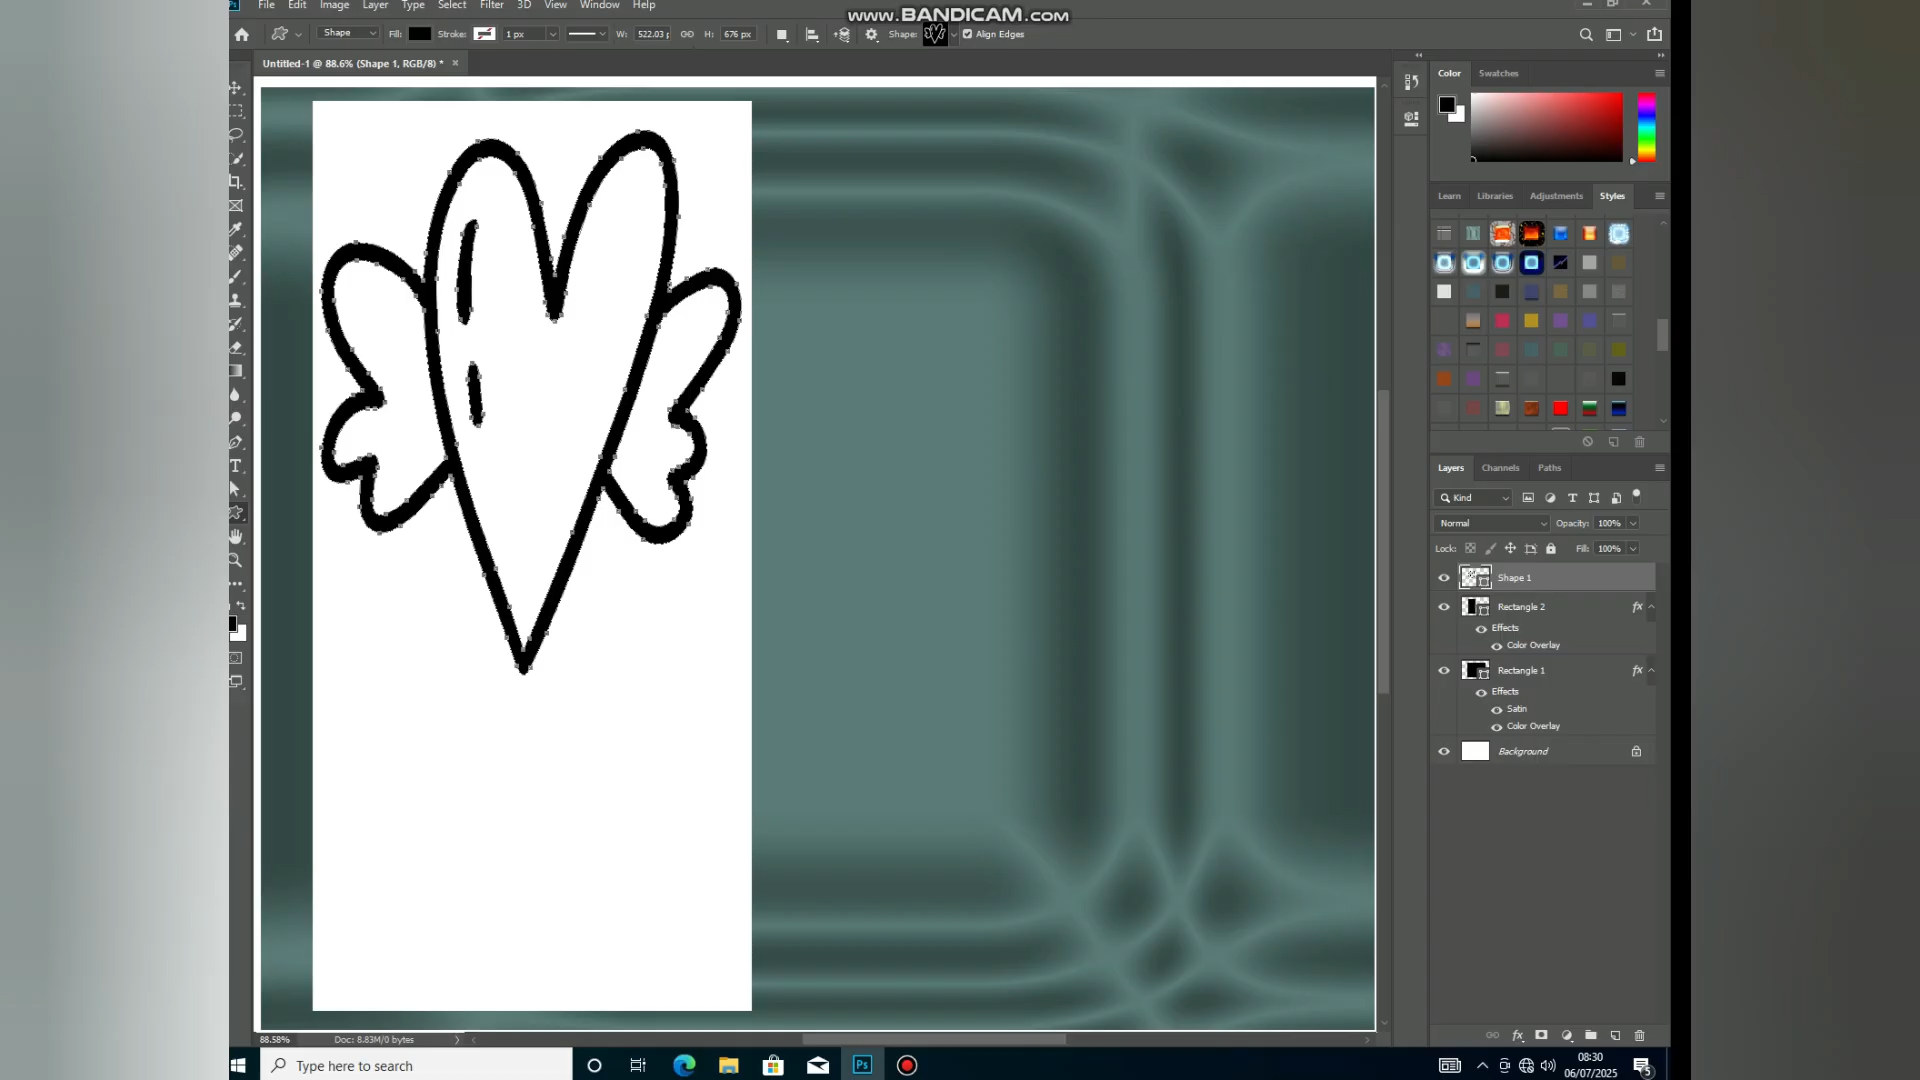 www.BANDICAM.com
File Edit Image Layer Type Select Filter 3D View Window Help
Shape Fill: Stroke: 1 px W: 522.03 p H: 676 px Shape: Align Edges
Untitled-1 @ 88.6% (Shape 1, RGB/8) *
Color Swatches
Learn Libraries Adjustments Styles
Layers Channels Paths
Kind
Normal Opacity: 100%
Lock: Fill: 100%
Shape 1
Rectangle 2 fx
Effects
Color Overlay
Rectangle 1 fx
Effects
Satin
Color Overlay
Background
88.58% Doc: 8.83M/0 bytes
Type here to search
Ps
08:30
06/07/2025
5